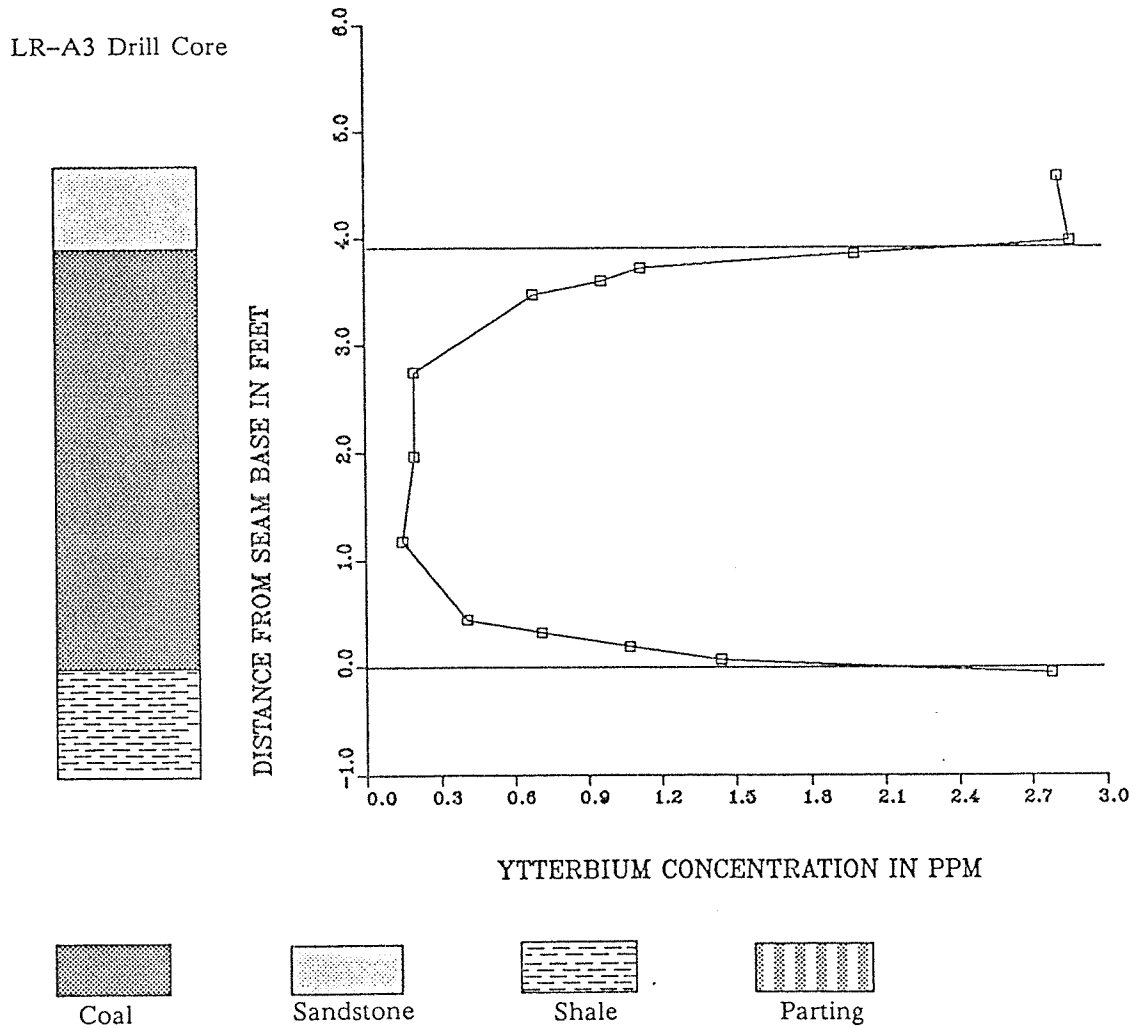 LR-A3 Drill Core
DISTANCE FROM SEAM BASE IN FEET
6.0
5.0
4.0
3.0
2.0
1.0
0.0
-1.0
0.0 0.3 0.6 0.9 1.2 1.5 1.8 2.1 2.4 2.7 3.0
YTTERBIUM CONCENTRATION IN PPM
Coal Sandstone Shale Parting